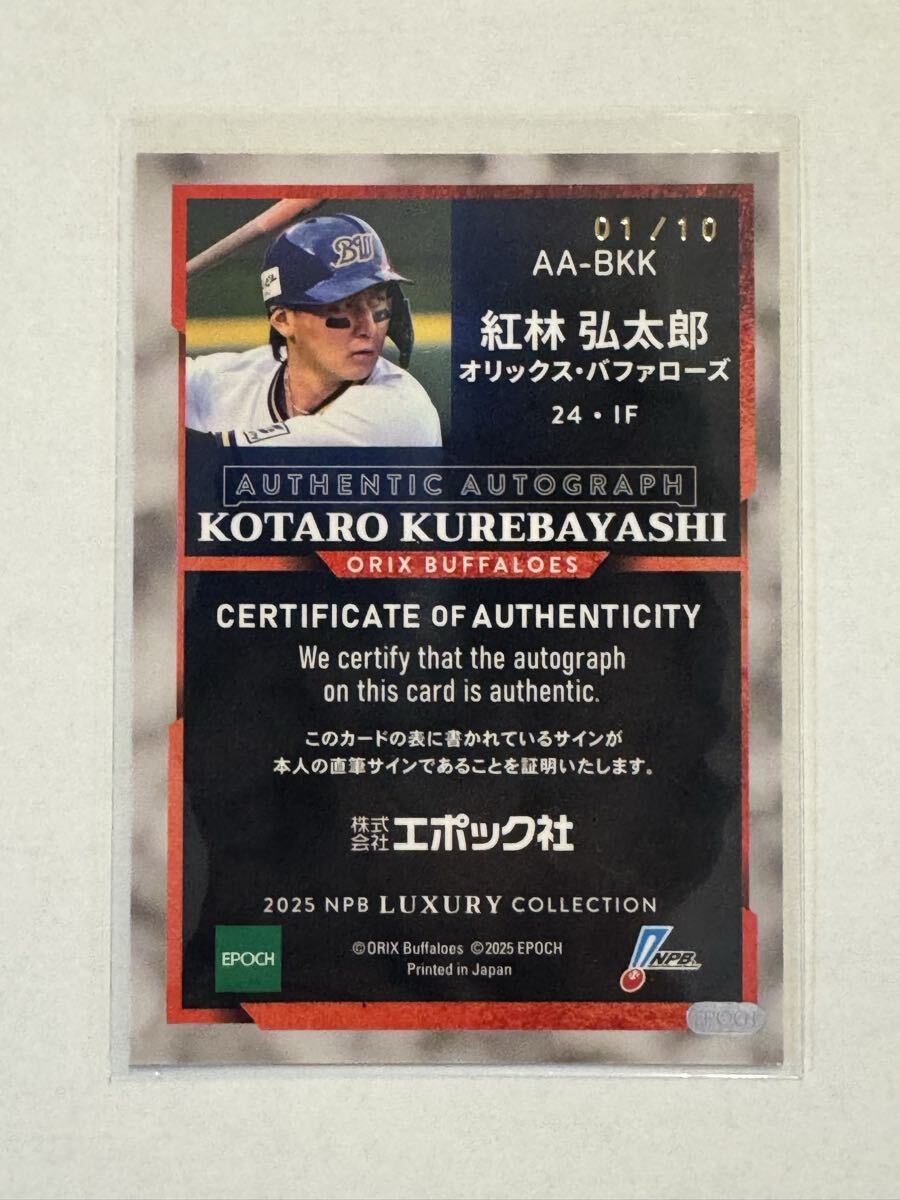 01/10
AA-BKK
紅林 弘太郎
オリックス・バファローズ
24・IF
AUTHENTIC AUTOGRAPH
KOTARO KUREBAYASHI
ORIX BUFFALOES
CERTIFICATE OF AUTHENTICITY
We certify that the autograph
on this card is authentic.
このカードの表に書かれているサインが
本人の直筆サインであることを証明いたします。
株式会社エポック社
2025 NPB LUXURY COLLECTION
EPOCH
©ORIX Buffaloes ©2025 EPOCH
Printed in Japan
NPB
EPOCH